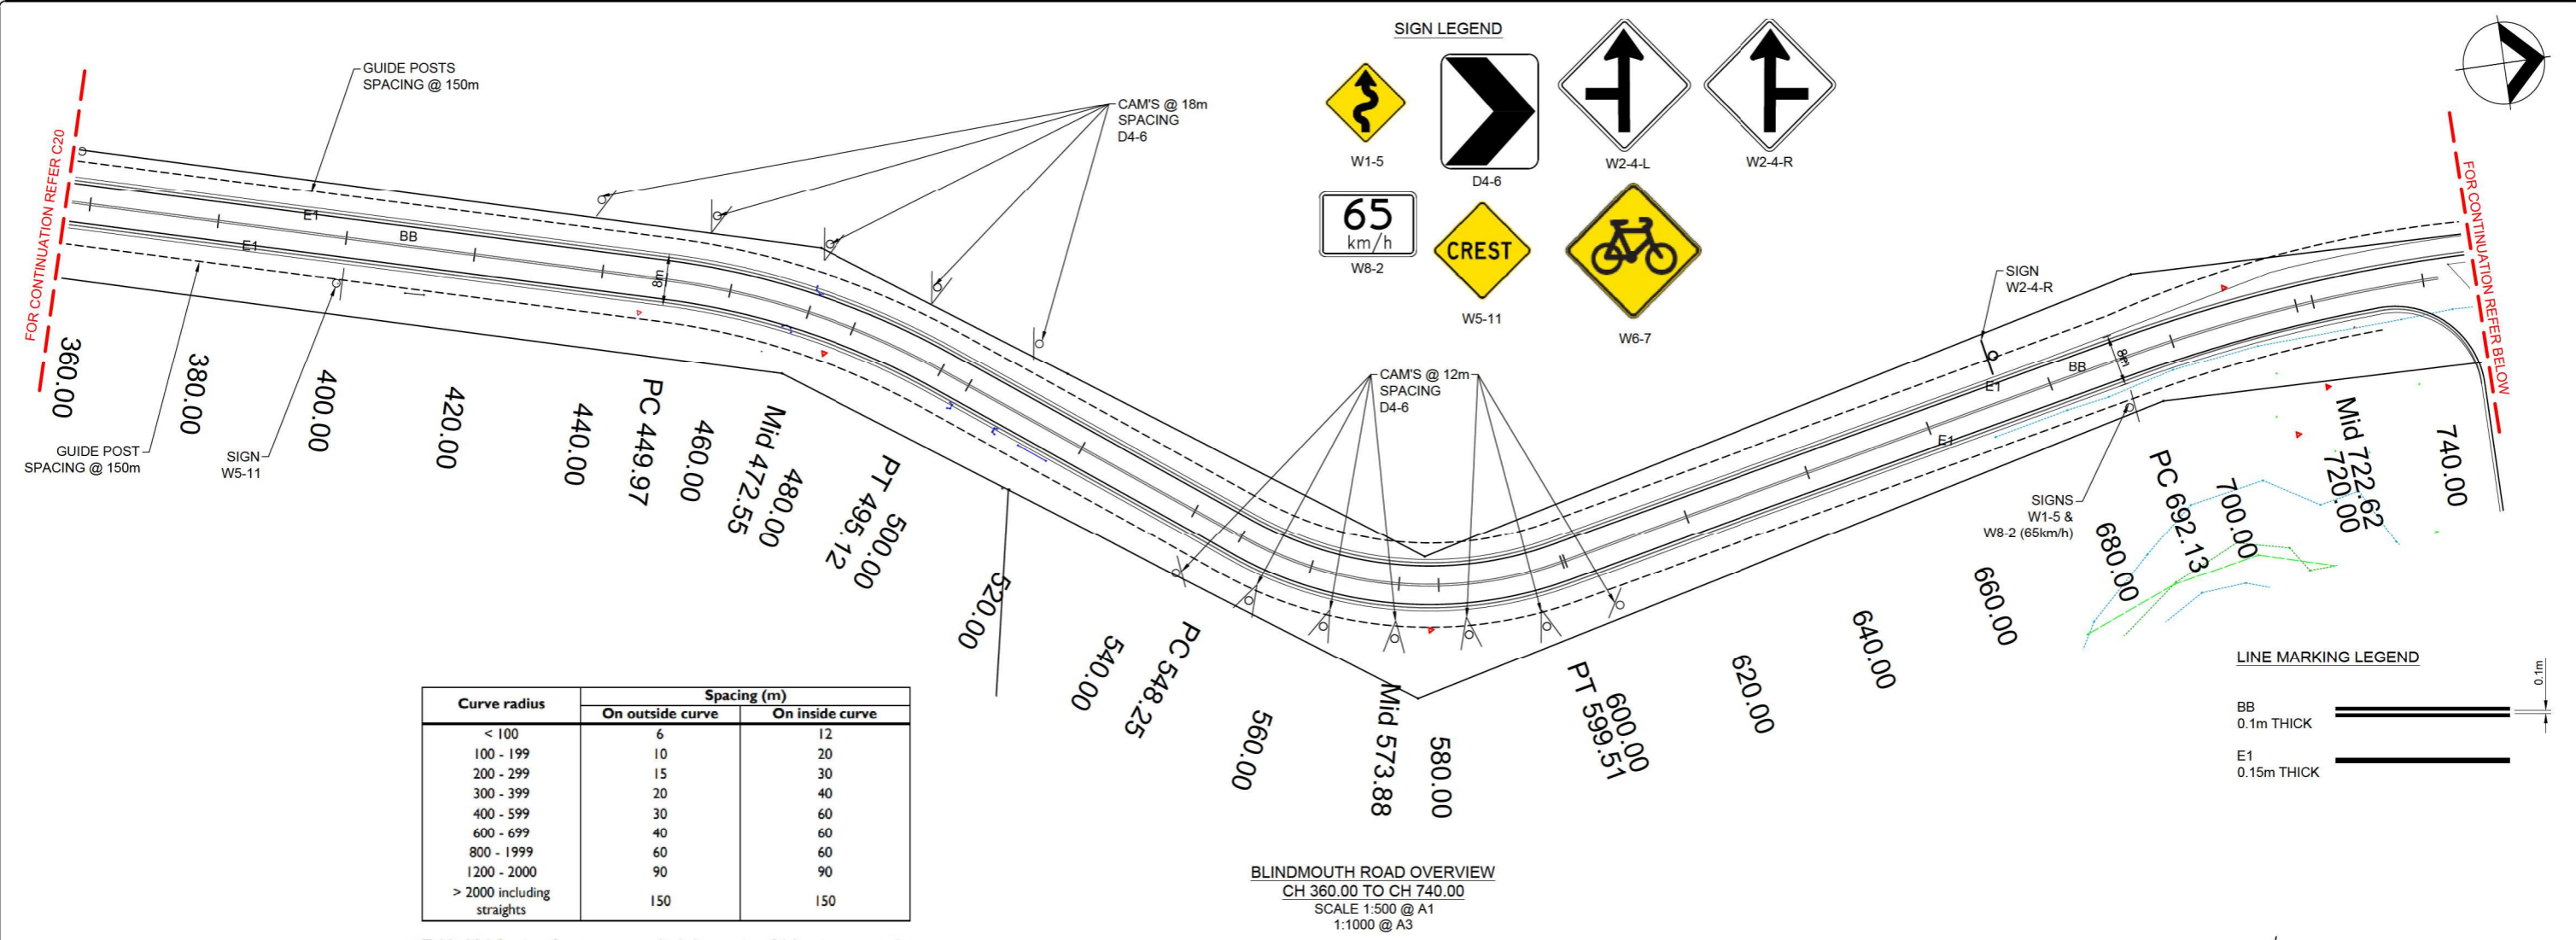 SIGN LEGEND
W1-5
D4-6
W2-4-L
W2-4-R
65
km/h
W8-2
CREST
W5-11
W6-7
FOR CONTINUATION REFER C20
GUIDE POSTS
SPACING @ 150m
CAM'S @ 18m
SPACING
D4-6
E1
BB
E1
8m
GUIDE POST
SPACING @ 150m
SIGN
W5-11
CAM'S @ 12m
SPACING
D4-6
SIGN
W2-4-R
E1
BB
8m
E1
SIGNS
W1-5 &
W8-2 (65km/h)
FOR CONTINUATION REFER BELOW
360.00
380.00
400.00
420.00
440.00
PC 449.97
460.00
Mid 472.55
480.00
PT 495.12
500.00
520.00
540.00
PC 548.25
560.00
Mid 573.88
580.00
PT 599.51
600.00
620.00
640.00
660.00
680.00
PC 692.13
700.00
720.00
Mid 722.62
740.00
LINE MARKING LEGEND
BB
0.1m THICK
0.1m
E1
0.15m THICK
Curve radius Spacing (m)
On outside curve On inside curve
< 100 6 12
100 - 199 10 20
200 - 299 15 30
300 - 399 20 40
400 - 599 30 60
600 - 699 40 60
800 - 1999 60 60
1200 - 2000 90 90
> 2000 including
straights 150 150
BLINDMOUTH ROAD OVERVIEW
CH 360.00 TO CH 740.00
SCALE 1:500 @ A1
1:1000 @ A3